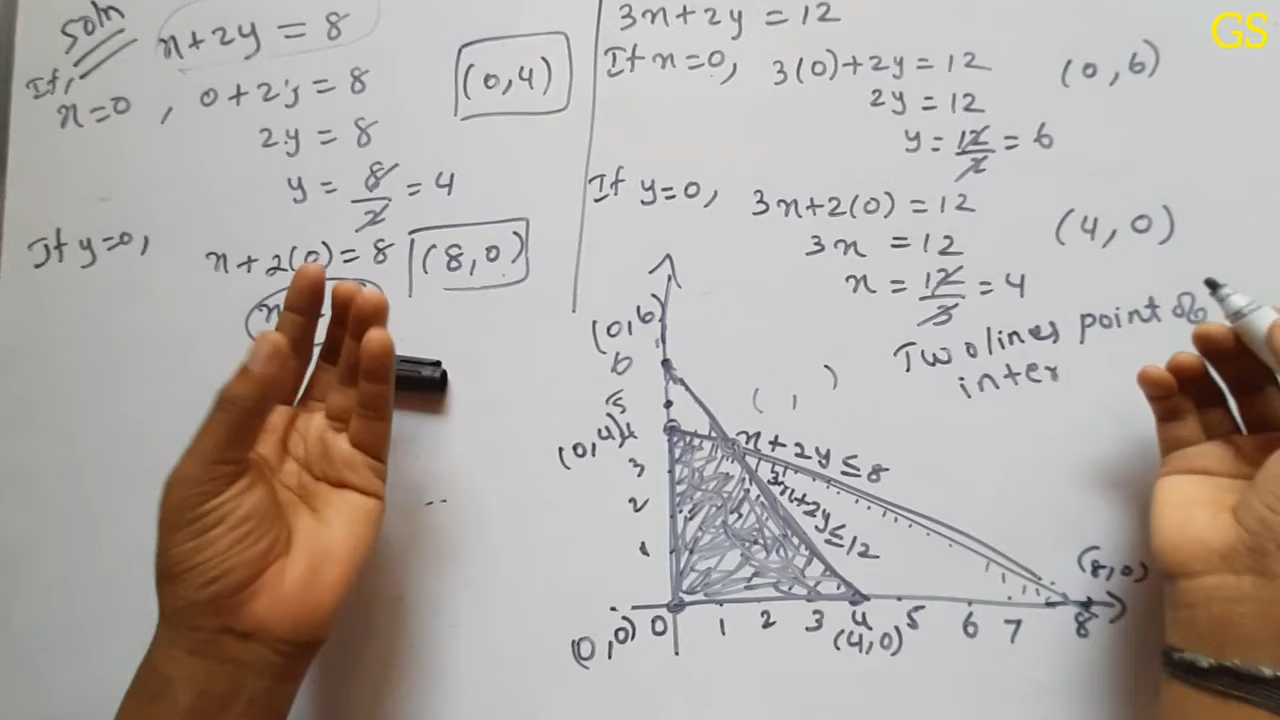 Soln
x+2y = 8
If,
x=0 , 0+2y = 8
(0,4)
2y = 8
y = 8/2 = 4
If y=0,
x+2(0)=8
(8,0)
3x+2y = 12
If x=0, 3(0)+2y = 12
(0,6)
2y = 12
y = 12/2 = 6
If y=0, 3x+2(0) = 12
(4,0)
3x = 12
x = 12/3 = 4
Two lines point of
inter
(0,6)
6
5
(0,4) 4
3
2
1
( , )
x+2y ≤ 8
3x+2y ≤ 12
(8,0)
(0,0) 0 1 2 3 4 5 6 7 8
(4,0)
GS